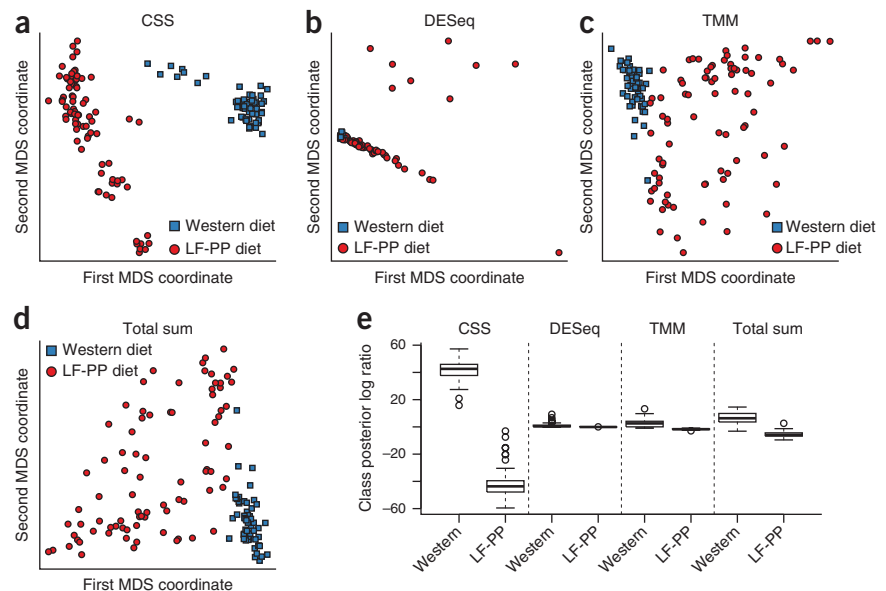 a
CSS
Second MDS coordinate
Western diet
LF-PP diet
First MDS coordinate
b
DESeq
Second MDS coordinate
Western diet
LF-PP diet
First MDS coordinate
c
TMM
Second MDS coordinate
Western diet
LF-PP diet
First MDS coordinate
d
Total sum
Western diet
LF-PP diet
Second MDS coordinate
First MDS coordinate
e
CSS DESeq TMM Total sum
Class posterior log ratio
60
20
−20
−60
Western LF-PP Western LF-PP Western LF-PP Western LF-PP